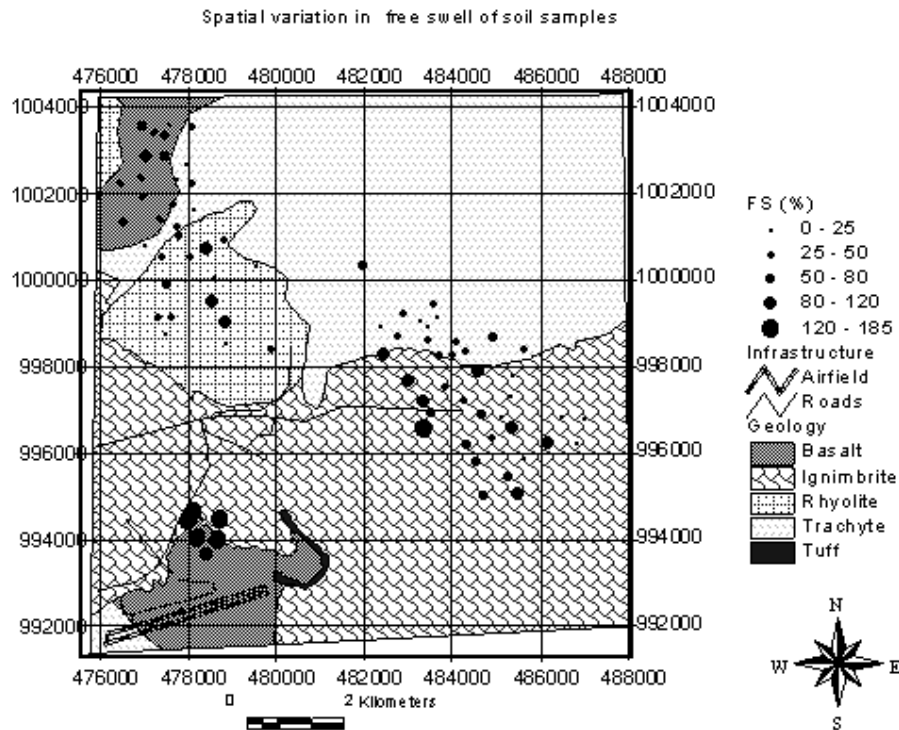 Spatial variation in free swell of soil samples
476000 478000 480000 482000 484000 486000 488000
1004000 1004000
1002000 1002000
1000000 1000000
998000 998000
996000 996000
994000 994000
992000 992000
476000 478000 480000 482000 484000 486000 488000
0 2 Kilometers
FS (%)
0 - 25
25 - 50
50 - 80
80 - 120
120 - 185
Infrastructure
Airfield
Roads
Geology
Basalt
Ignimbrite
Rhyolite
Trachyte
Tuff
N
W E
S